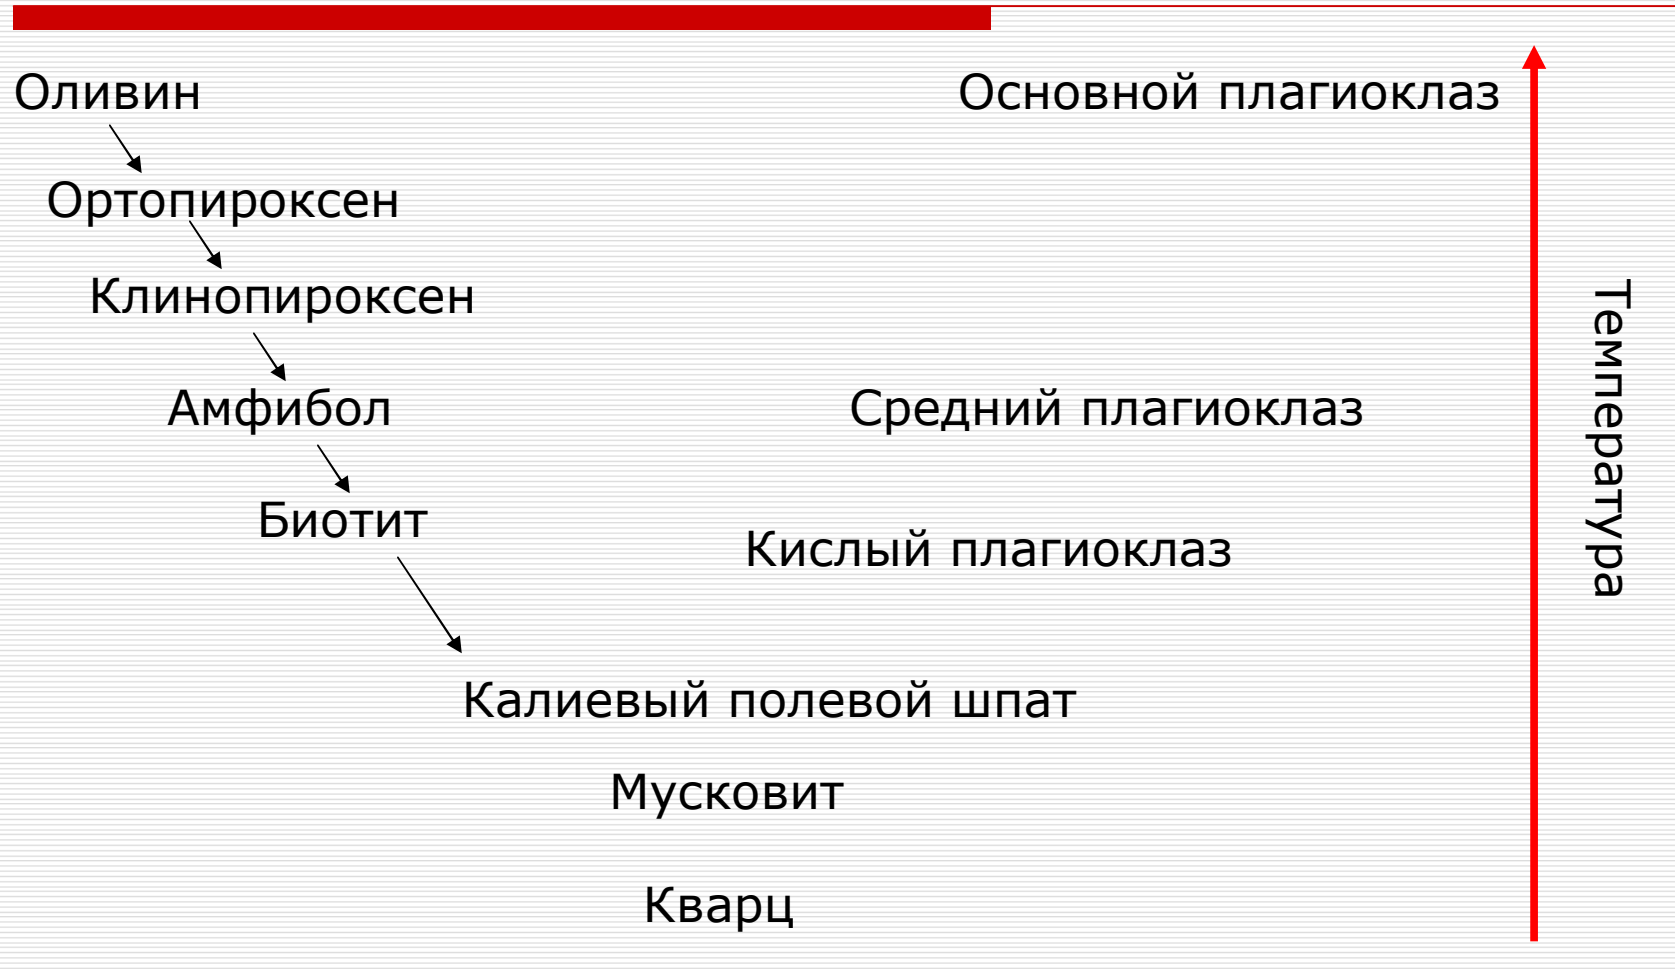 Оливин
Основной плагиоклаз
Ортопироксен
Клинопироксен
Амфибол
Средний плагиоклаз
Биотит
Кислый плагиоклаз
Калиевый полевой шпат
Мусковит
Кварц
Температура